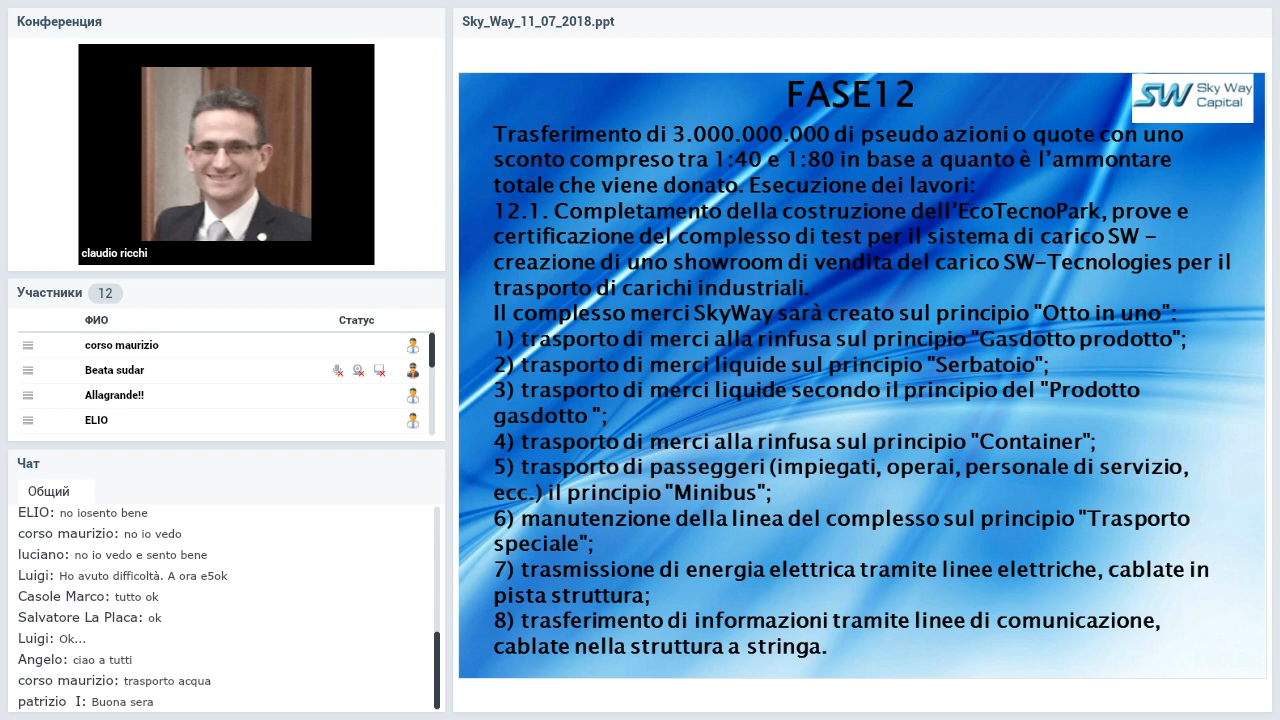 Конференция
claudio ricchi
Участники 12
ФИО Статус
corso maurizio
Beata sudar
Allagrande!!
ELIO
Чат
Общий
ELIO: no iosento bene
corso maurizio: no io vedo
luciano: no io vedo e sento bene
Luigi: Ho avuto difficoltà. A ora e5ok
Casole Marco: tutto ok
Salvatore La Placa: ok
Luigi: Ok...
Angelo: ciao a tutti
corso maurizio: trasporto acqua
patrizio I: Buona sera
Sky_Way_11_07_2018.ppt
FASE12
SW Sky Way
Capital
Trasferimento di 3.000.000.000 di pseudo azioni o quote con uno
sconto compreso tra 1:40 e 1:80 in base a quanto è l'ammontare
totale che viene donato. Esecuzione dei lavori:
12.1. Completamento della costruzione dell'EcoTecnoPark, prove e
certificazione del complesso di test per il sistema di carico SW -
creazione di uno showroom di vendita del carico SW-Tecnologies per il
trasporto di carichi industriali.
Il complesso merci SkyWay sarà creato sul principio "Otto in uno":
1) trasporto di merci alla rinfusa sul principio "Gasdotto prodotto";
2) trasporto di merci liquide sul principio "Serbatoio";
3) trasporto di merci liquide secondo il principio del "Prodotto
gasdotto ";
4) trasporto di merci alla rinfusa sul principio "Container";
5) trasporto di passeggeri (impiegati, operai, personale di servizio,
ecc.) il principio "Minibus";
6) manutenzione della linea del complesso sul principio "Trasporto
speciale";
7) trasmissione di energia elettrica tramite linee elettriche, cablate in
pista struttura;
8) trasferimento di informazioni tramite linee di comunicazione,
cablate nella struttura a stringa.